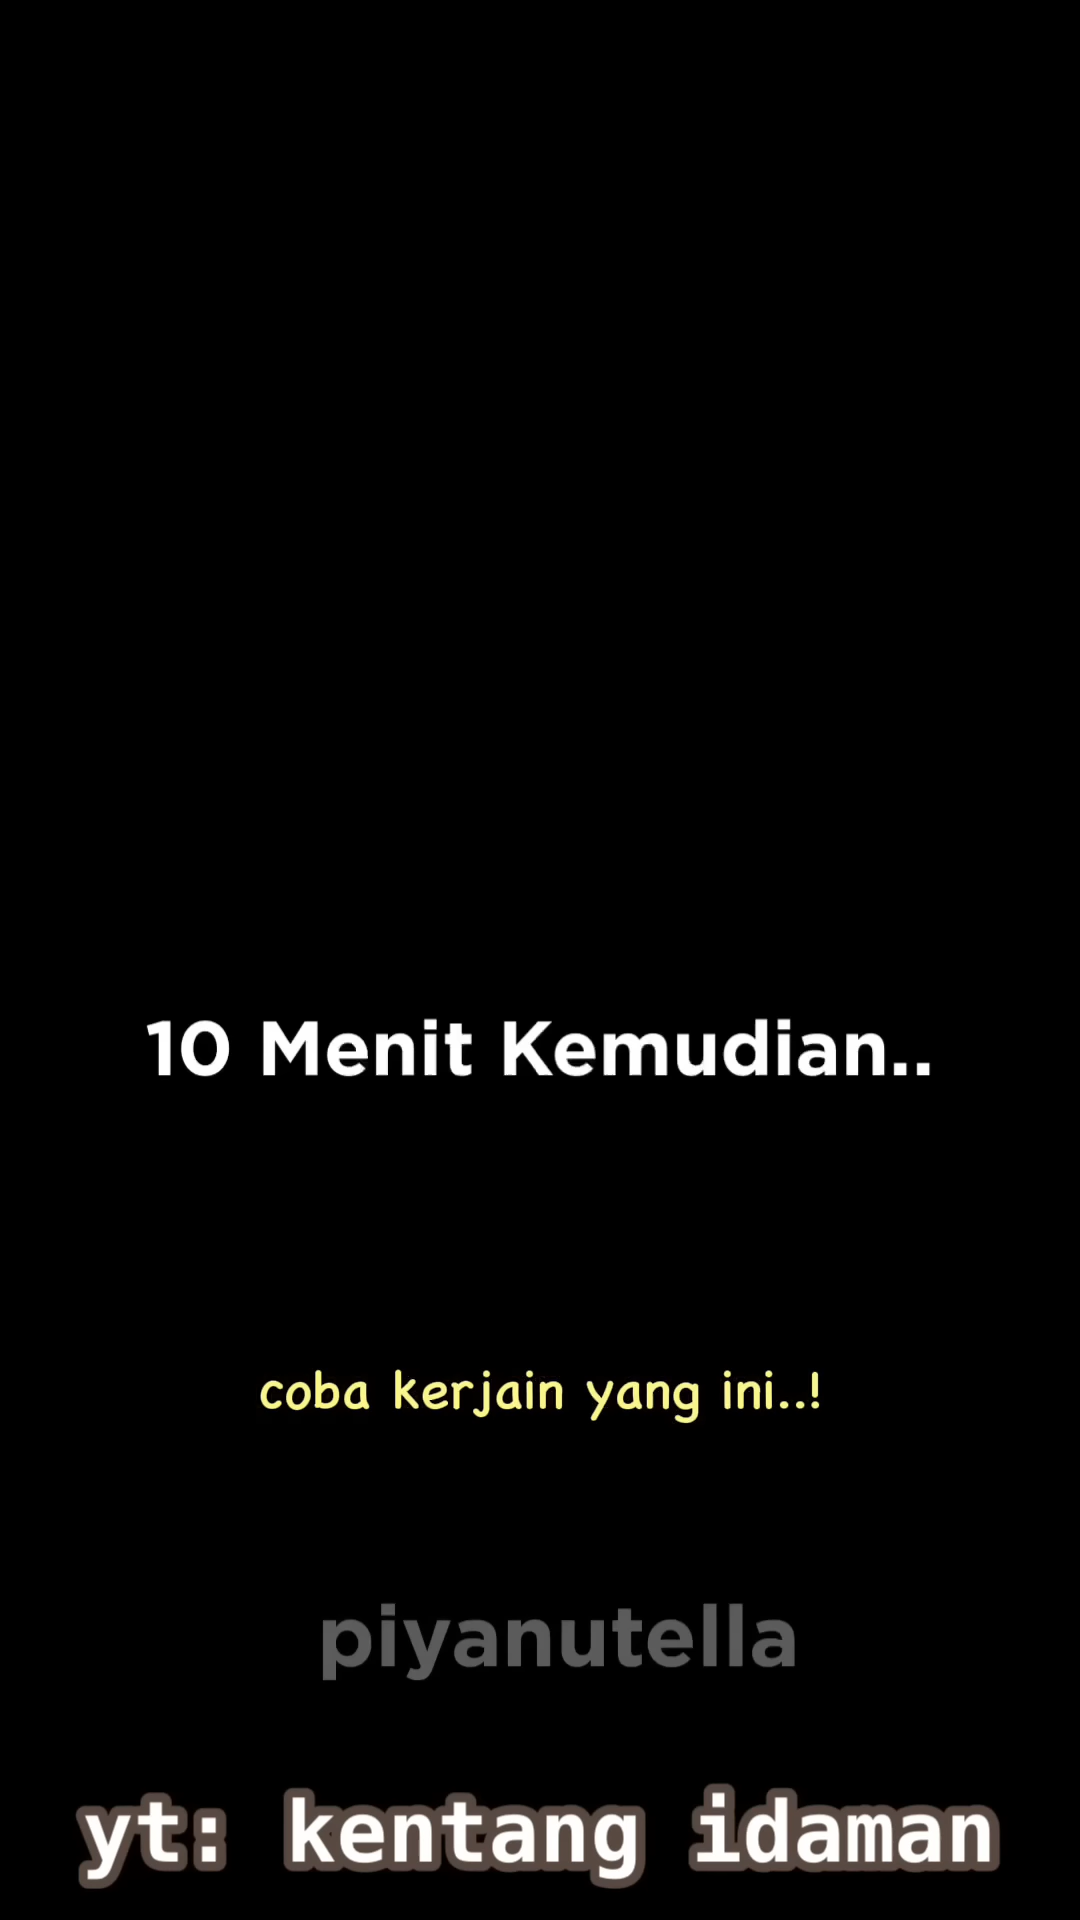 10 Menit Kemudian..
coba kerjain yang ini..!
piyanutella
yt: kentang idaman